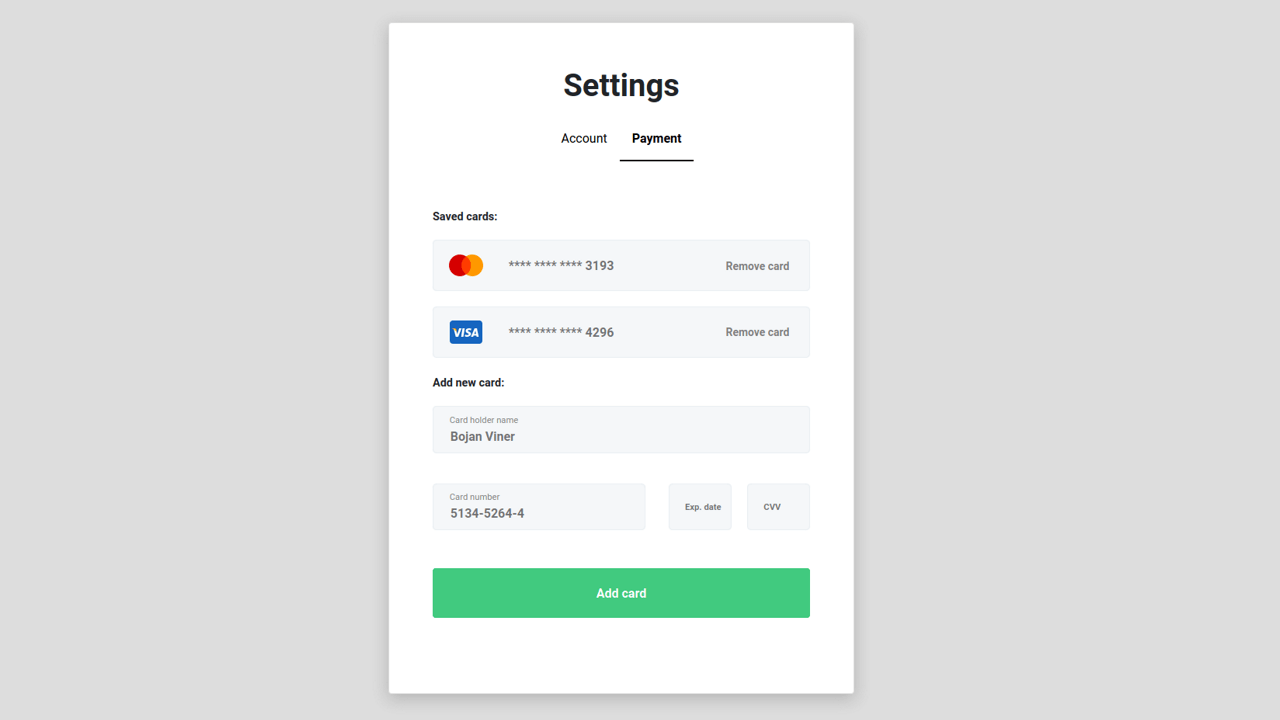 Settings
Account Payment
Saved cards:
**** **** **** 3193 Remove card
VISA **** **** **** 4296 Remove card
Add new card:
Card holder name
Bojan Viner
Card number
5134-5264-4
Exp. date
CVV
Add card